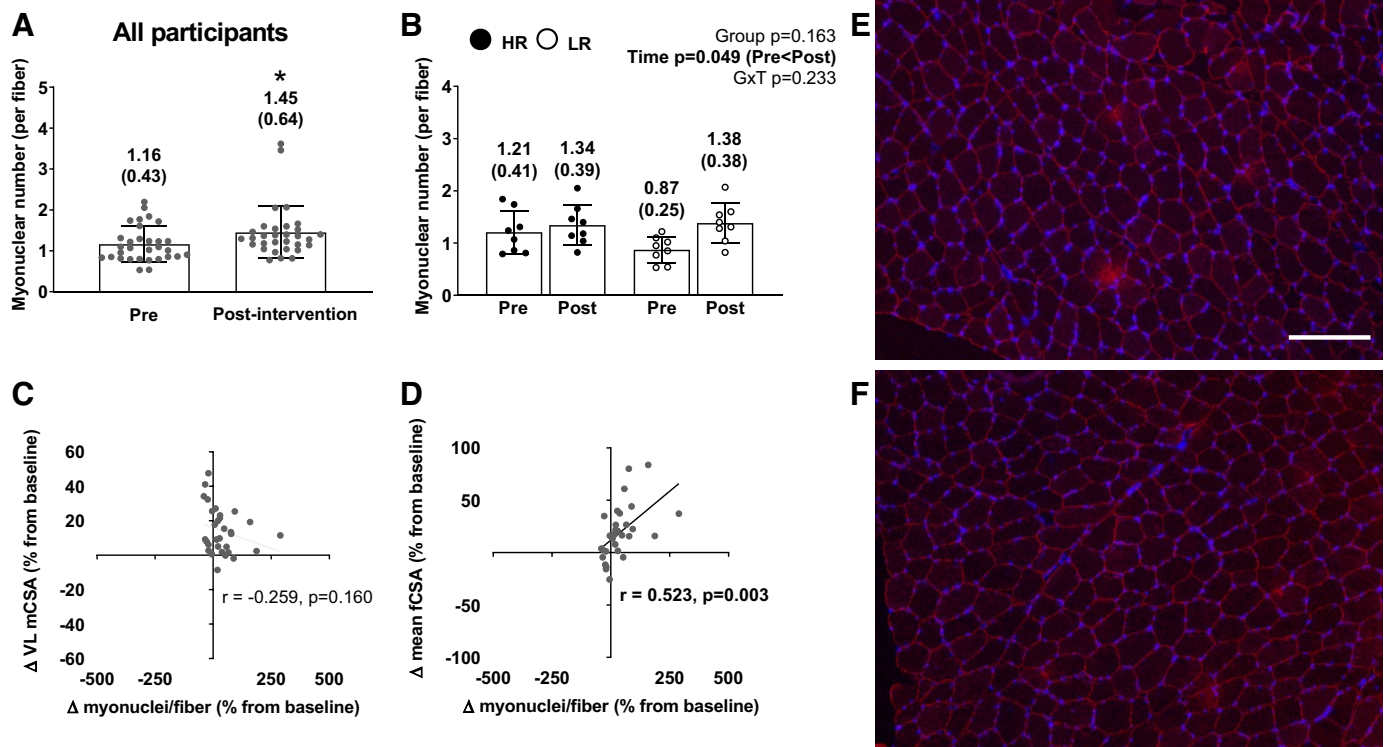 A
All participants
Myonuclear number (per fiber)
5
4
3
2
1
0
1.16
(0.43)
*
1.45
(0.64)
Pre
Post-intervention
B
HR
LR
Group p=0.163
Time p=0.049 (Pre<Post)
GxT p=0.233
Myonuclear number (per fiber)
4
3
2
1
0
1.21
(0.41)
1.34
(0.39)
0.87
(0.25)
1.38
(0.38)
Pre
Post
Pre
Post
C
Δ VL mCSA (% from baseline)
60
40
20
-20
-40
-60
r = -0.259, p=0.160
-500
-250
250
500
Δ myonuclei/fiber (% from baseline)
D
Δ mean fCSA (% from baseline)
100
50
-50
-100
r = 0.523, p=0.003
-500
-250
250
500
Δ myonuclei/fiber (% from baseline)
E
F